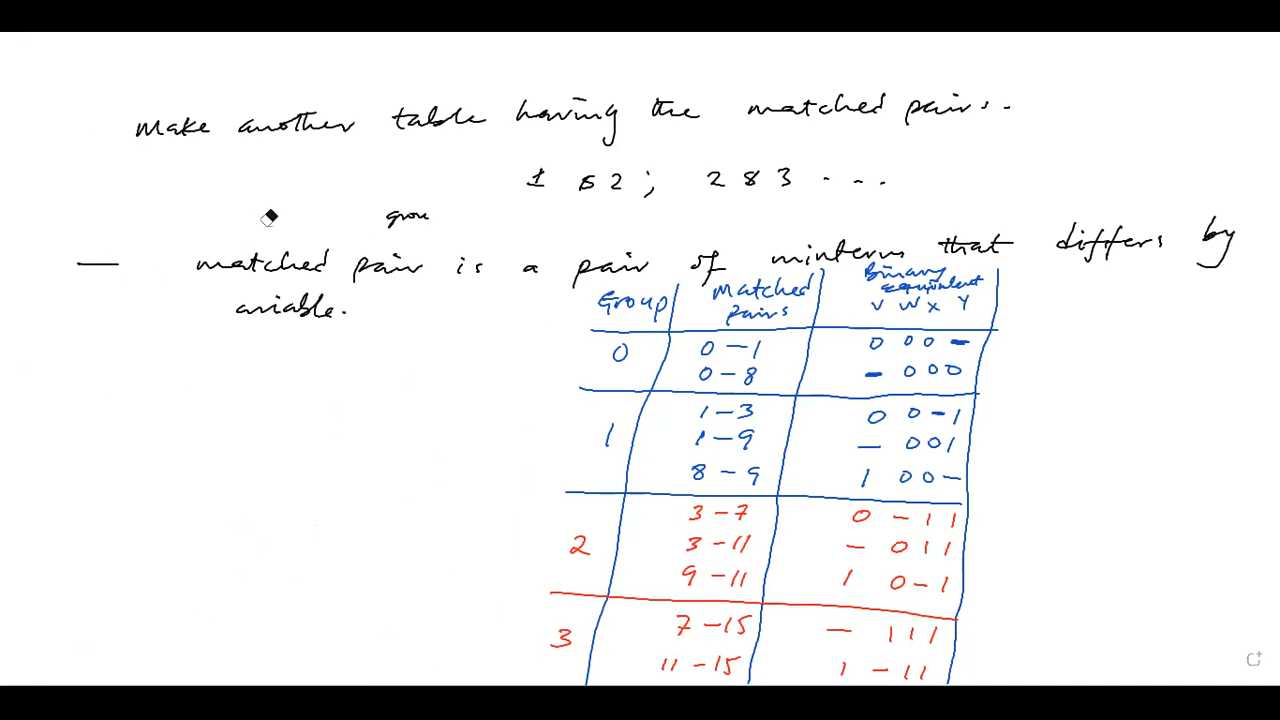 Make another table having the matched pairs.
1 & 2 ; 2 & 3 ...
grou
— matched pair is a pair of minterm that differs by
ariable.
Group Matched pairs Binary equivalent
V W X Y
0 0 – 1 0 0 0 –
0 – 8 – 0 0 0
1 1 – 3 0 0 – 1
1 – 9 – 0 0 1
8 – 9 1 0 0 –
2 3 – 7 0 – 1 1
3 – 11 – 0 1 1
9 – 11 1 0 – 1
3 7 – 15 – 1 1 1
11 – 15 1 – 1 1